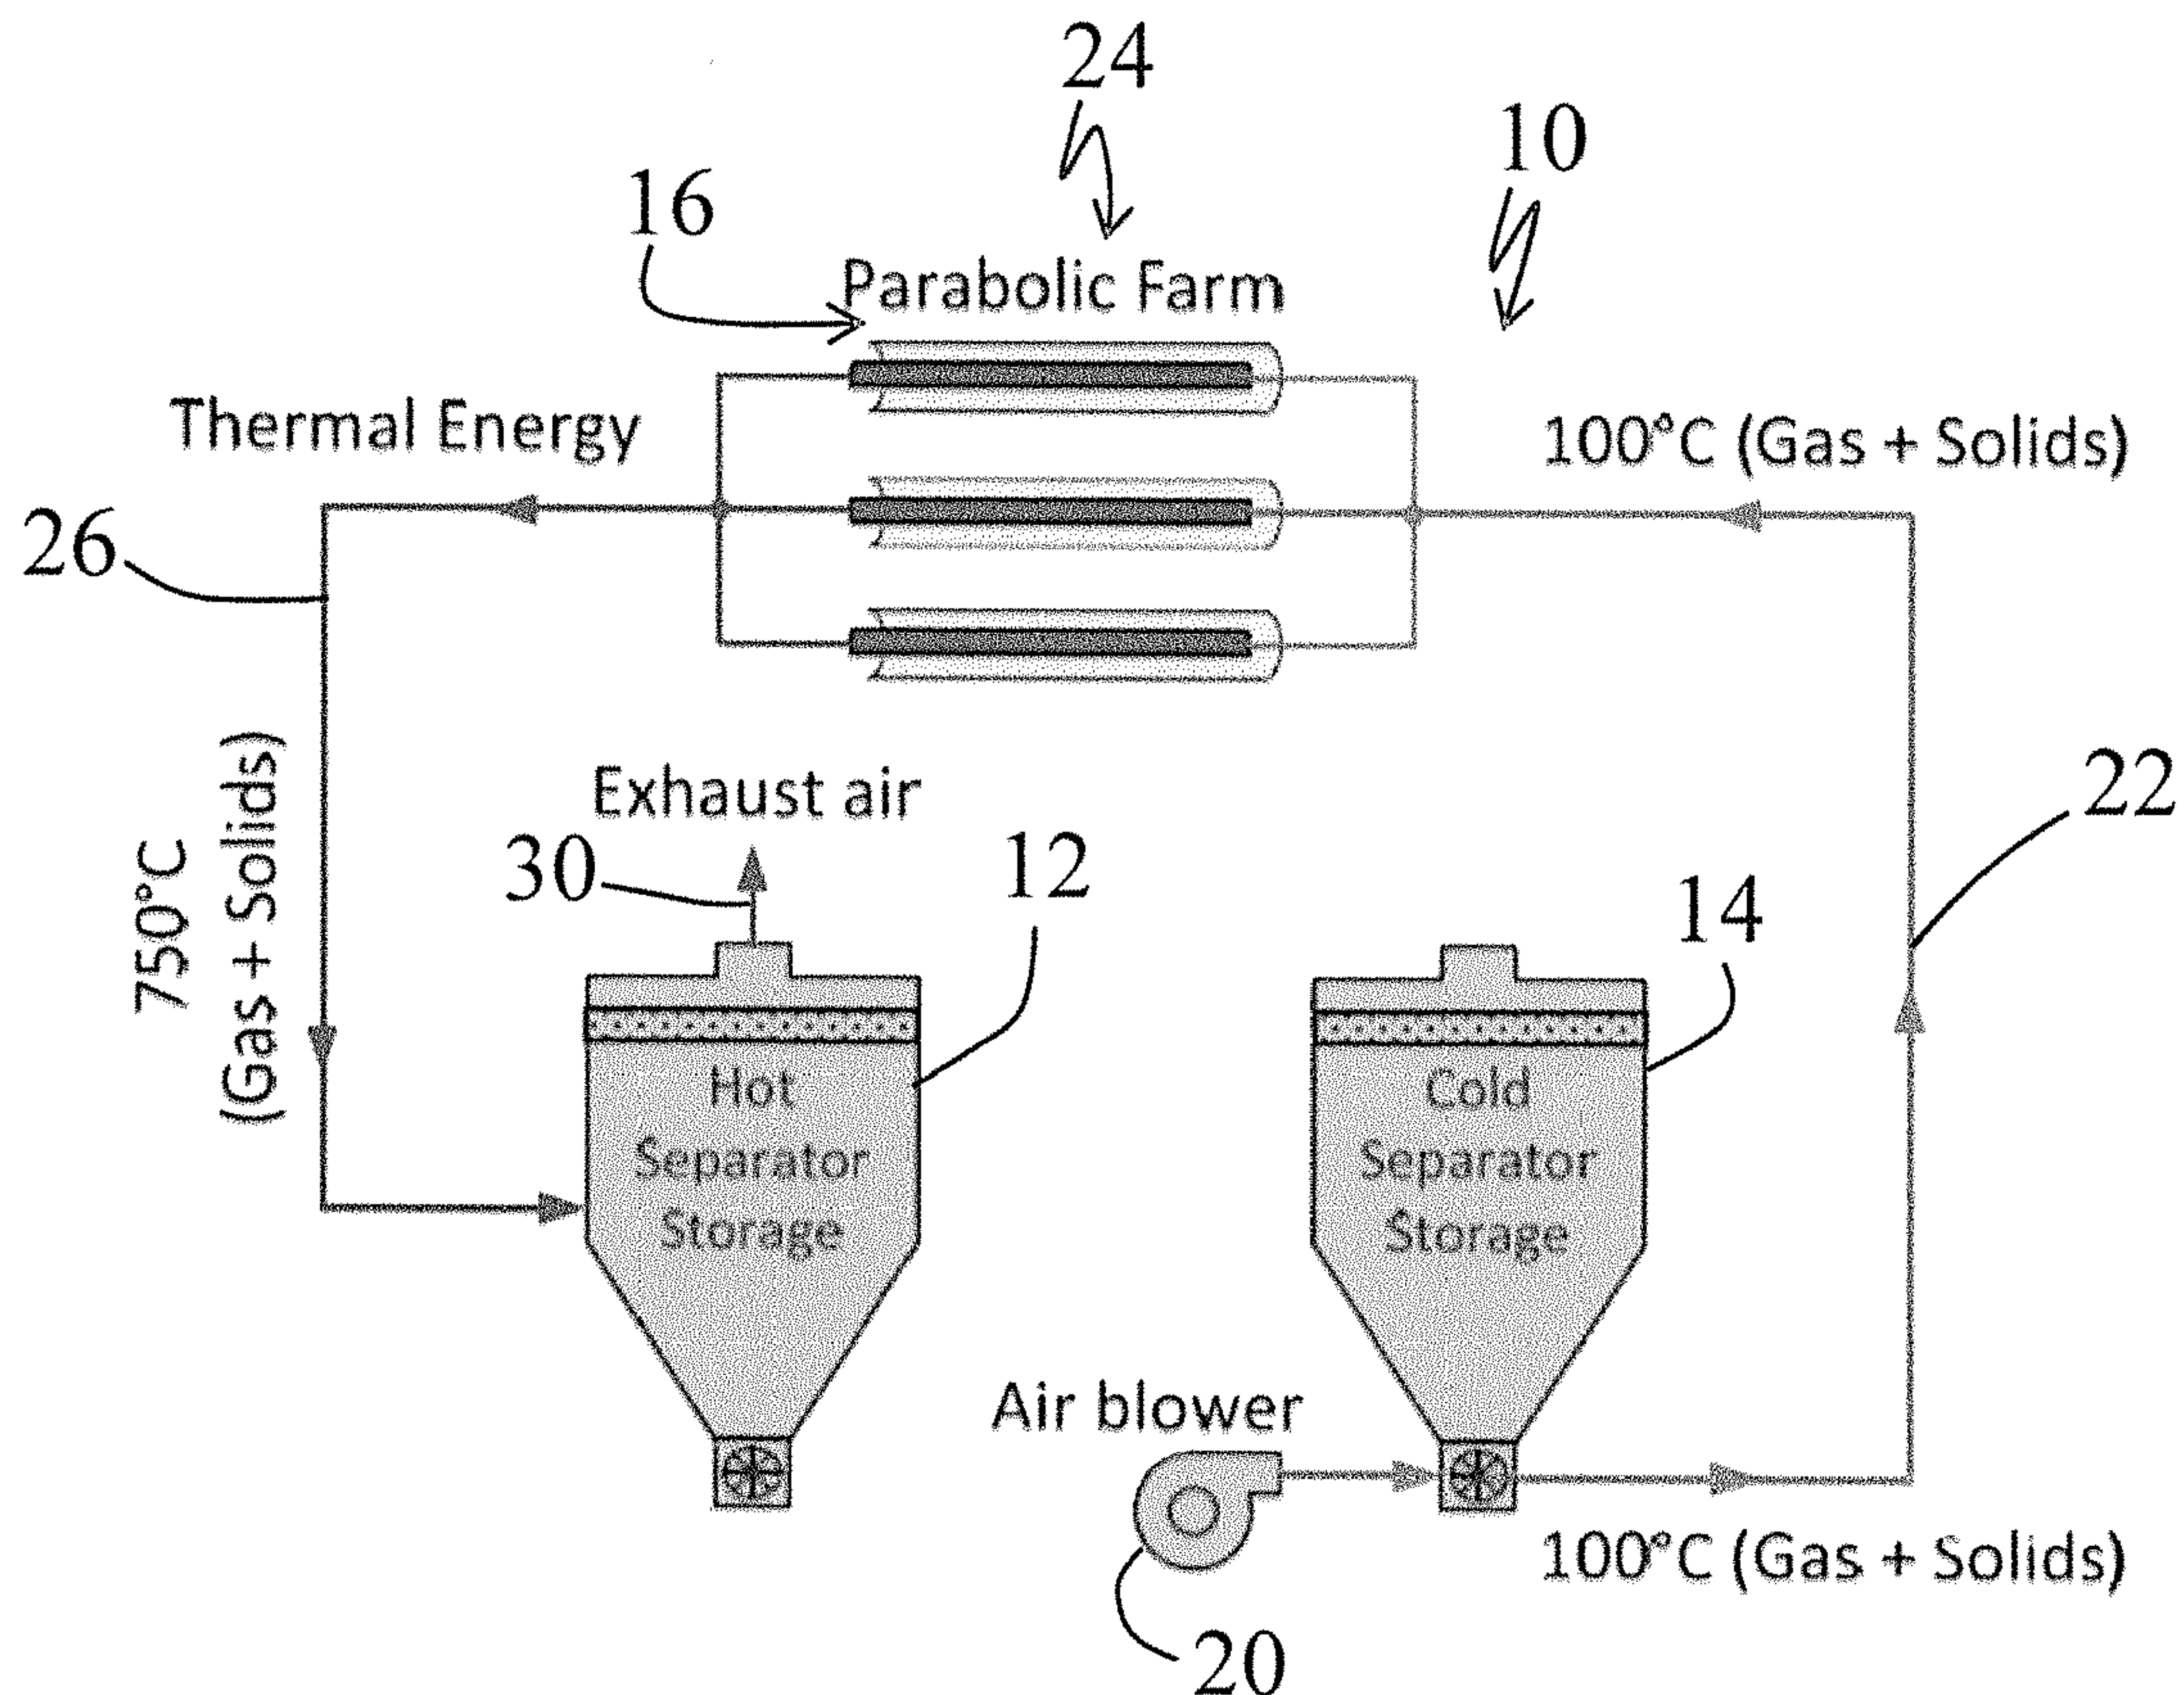 24
10
16
Parabolic Farm
Thermal Energy
100°C (Gas + Solids)
26
22
750°C
(Gas + Solids)
Exhaust air
30
12
14
Hot
Separator
Storage
Cold
Separator
Storage
Air blower
100°C (Gas + Solids)
20